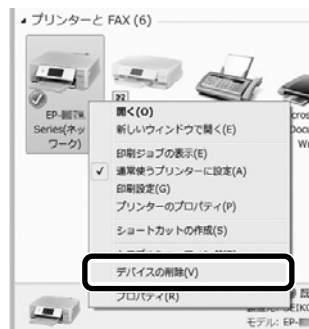 プリンターと FAX (6)
EP-
Series(ネッ
ワーク)
開く(O)
新しいウィンドウで開く(E)
印刷ジョブの表示(E)
✓ 通常使うプリンターに設定(A)
印刷設定(G)
プリンターのプロパティ(P)
ショートカットの作成(S)
デバイスの削除(V)
プロパティ(R)
モデル: EP-